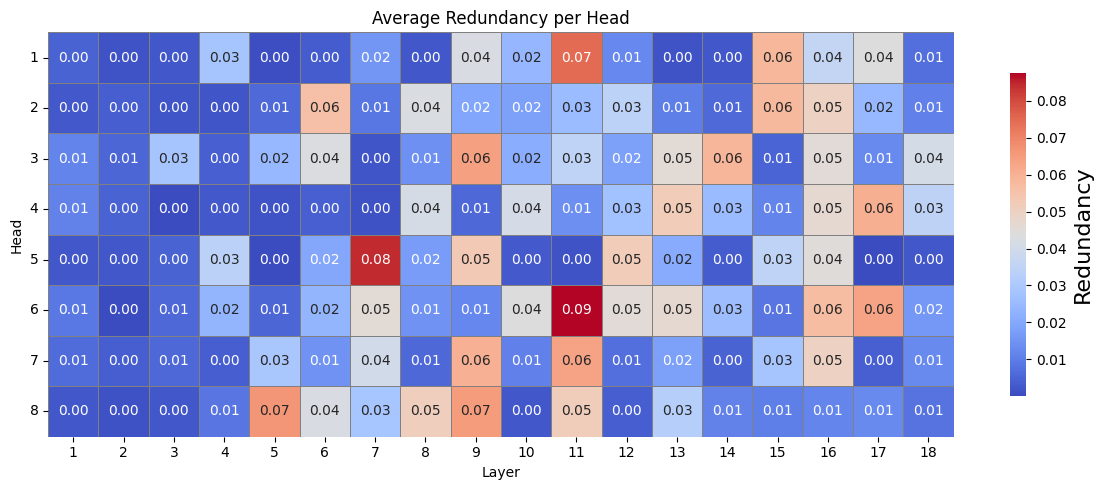 Average Redundancy per Head
1 0.00 0.00 0.00 0.03 0.00 0.00 0.02 0.00 0.04 0.02 0.07 0.01 0.00 0.00 0.06 0.04 0.04 0.01
2 0.00 0.00 0.00 0.00 0.01 0.06 0.01 0.04 0.02 0.02 0.03 0.03 0.01 0.01 0.06 0.05 0.02 0.01
3 0.01 0.01 0.03 0.00 0.02 0.04 0.00 0.01 0.06 0.02 0.03 0.02 0.05 0.06 0.01 0.05 0.01 0.04
4 0.01 0.00 0.00 0.00 0.00 0.00 0.00 0.04 0.01 0.04 0.01 0.03 0.05 0.03 0.01 0.05 0.06 0.03
5 0.00 0.00 0.00 0.03 0.00 0.02 0.08 0.02 0.05 0.00 0.00 0.05 0.02 0.00 0.03 0.04 0.00 0.00
6 0.01 0.00 0.01 0.02 0.01 0.02 0.05 0.01 0.01 0.04 0.09 0.05 0.05 0.03 0.01 0.06 0.06 0.02
7 0.01 0.00 0.01 0.00 0.03 0.01 0.04 0.01 0.06 0.01 0.06 0.01 0.02 0.00 0.03 0.05 0.00 0.01
8 0.00 0.00 0.00 0.01 0.07 0.04 0.03 0.05 0.07 0.00 0.05 0.00 0.03 0.01 0.01 0.01 0.01 0.01
Head
1 2 3 4 5 6 7 8 9 10 11 12 13 14 15 16 17 18
Layer
0.08
0.07
0.06
0.05
0.04
0.03
0.02
0.01
Redundancy